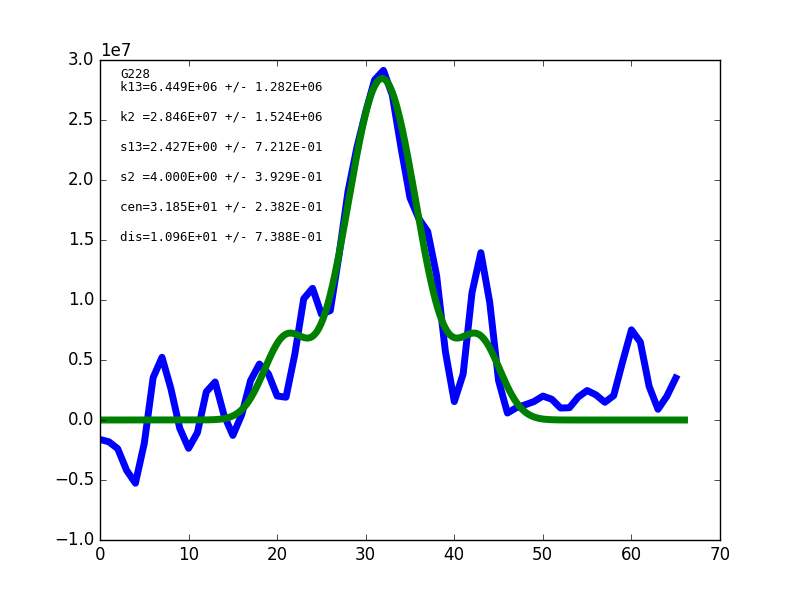 1e7
G228
k13=6.449E+06 +/- 1.282E+06
k2 =2.846E+07 +/- 1.524E+06
s13=2.427E+00 +/- 7.212E-01
s2 =4.000E+00 +/- 3.929E-01
cen=3.185E+01 +/- 2.382E-01
dis=1.096E+01 +/- 7.388E-01
3.0
2.5
2.0
1.5
1.0
0.5
0.0
−0.5
−1.0
0 10 20 30 40 50 60 70